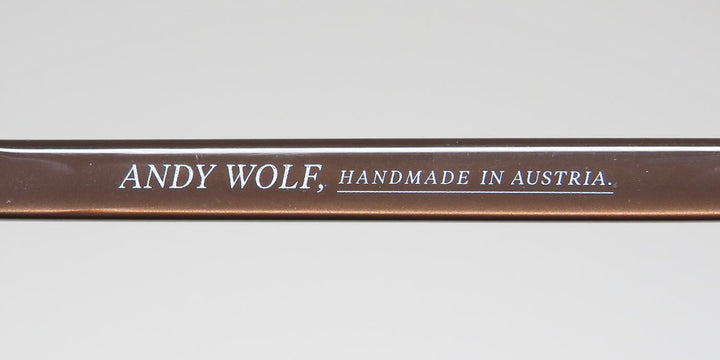 ANDY WOLF, HANDMADE IN AUSTRIA.